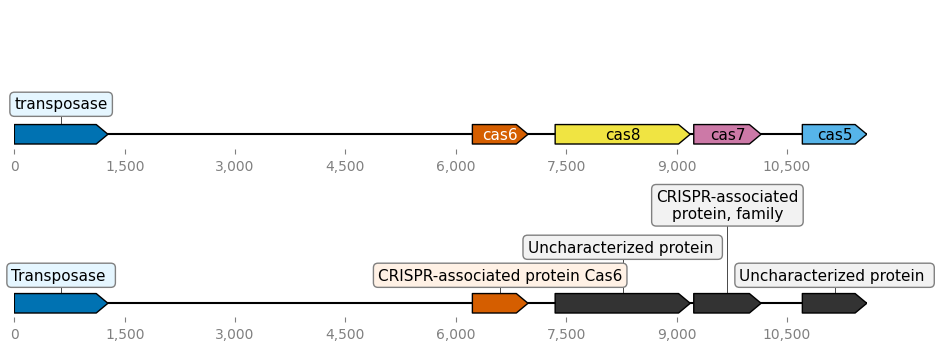 transposase
cas6 cas8 cas7 cas5
0 1,500 3,000 4,500 6,000 7,500 9,000 10,500
CRISPR-associated
protein, family
Uncharacterized protein
Transposase CRISPR-associated protein Cas6 Uncharacterized protein
0 1,500 3,000 4,500 6,000 7,500 9,000 10,500